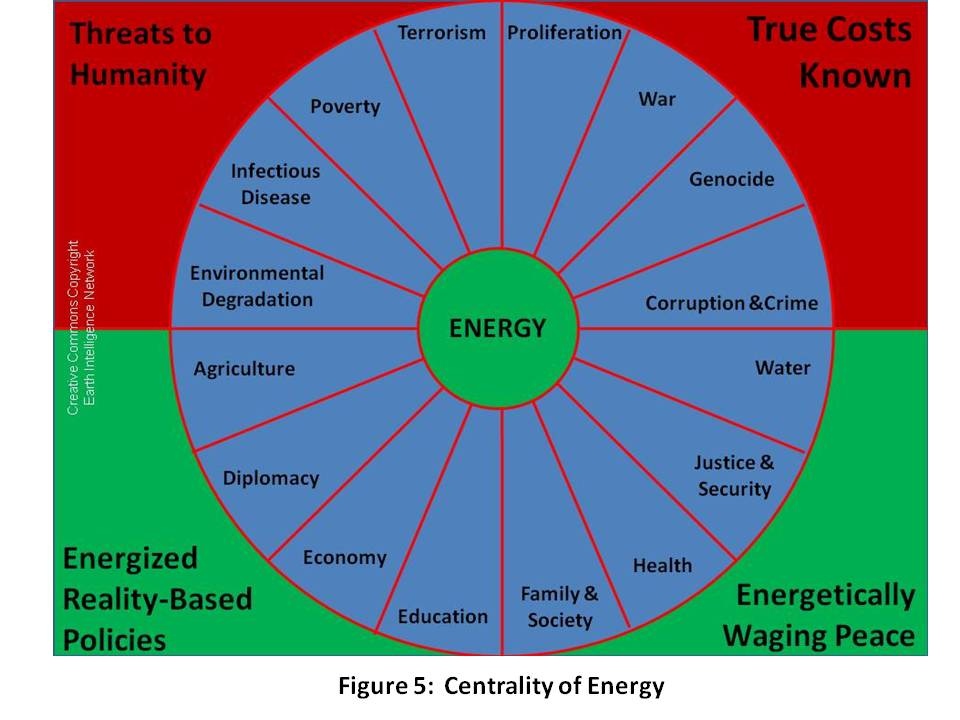 Threats to
Humanity
True Costs
Known
Terrorism
Proliferation
Poverty
War
Infectious
Disease
Genocide
Environmental
Degradation
Corruption &Crime
ENERGY
Creative Commons Copyright
Earth Intelligence Network
Agriculture
Water
Diplomacy
Justice &
Security
Economy
Health
Education
Family &
Society
Energized
Reality-Based
Policies
Energetically
Waging Peace
Figure 5: Centrality of Energy